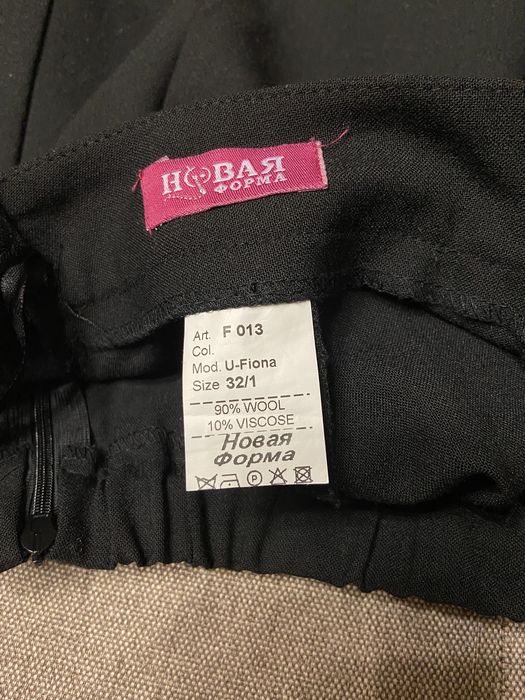 НОВАЯ
ФОРМА
Art. F 013
Col.
Mod. U-Fiona
Size 32/1
90% WOOL
10% VISCOSE
Новая
Форма
P